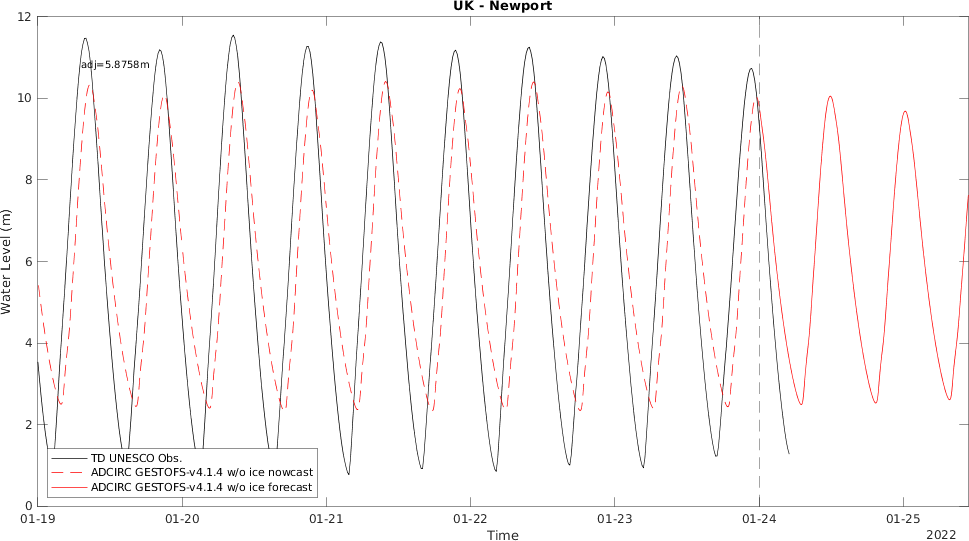 UK - Newport
12
10
8
6
4
2
0
Water Level (m)
adj=5.8758m
TD UNESCO Obs.
ADCIRC GESTOFS-v4.1.4 w/o ice nowcast
ADCIRC GESTOFS-v4.1.4 w/o ice forecast
01-19 01-20 01-21 01-22 01-23 01-24 01-25
Time
2022